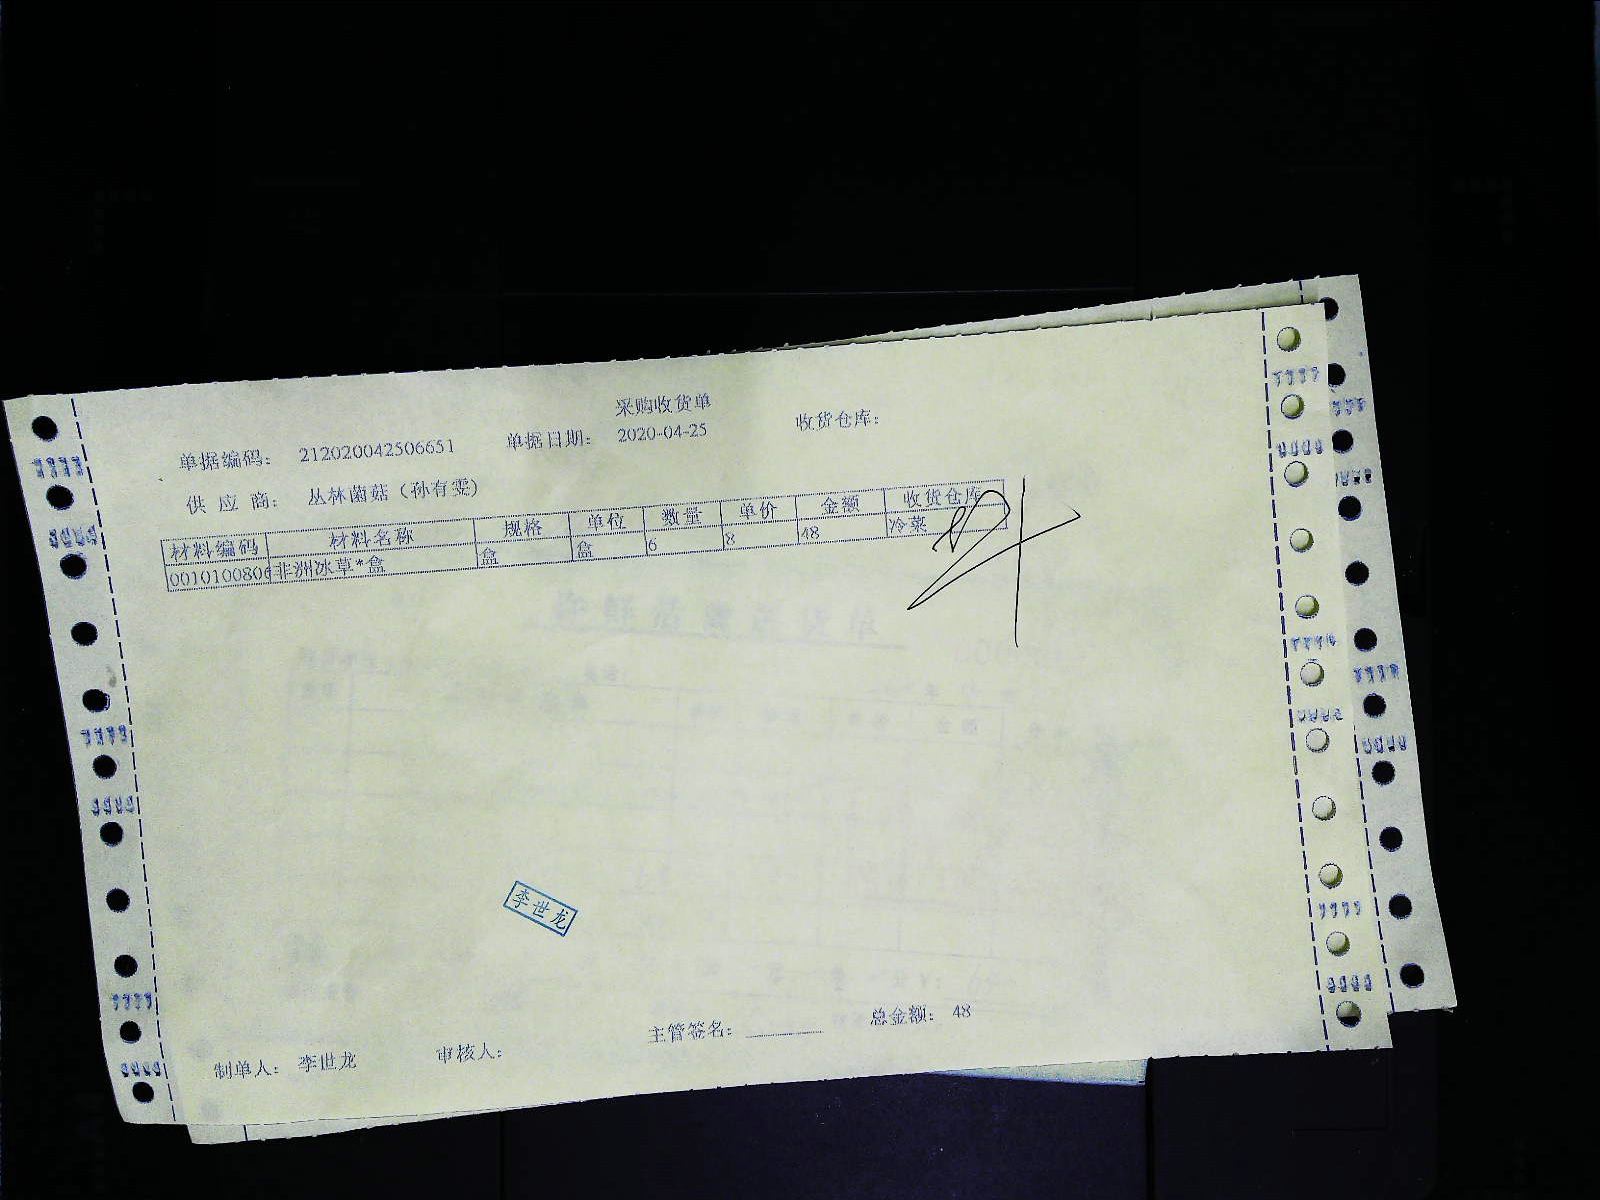 采购收货单
单据编码: 212020042506651 单据日期: 2020-04-25 收货仓库:
供应商: 丛林菌菇（孙有雯)
材料编码 材料名称 规格 单位 数量 单价 金额 收货仓库
0010100806 非洲冰草*盒 盒 盒 6 8 48 冷菜
李世龙
制单人: 李世龙 审核人: 主管签名: 总金额: 48